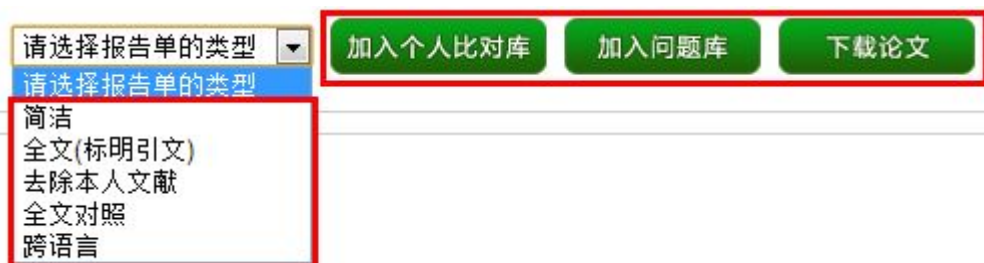 请选择报告单的类型 加入个人比对库 加入问题库 下载论文
请选择报告单的类型
简洁
全文(标明引文)
去除本人文献
全文对照
跨语言